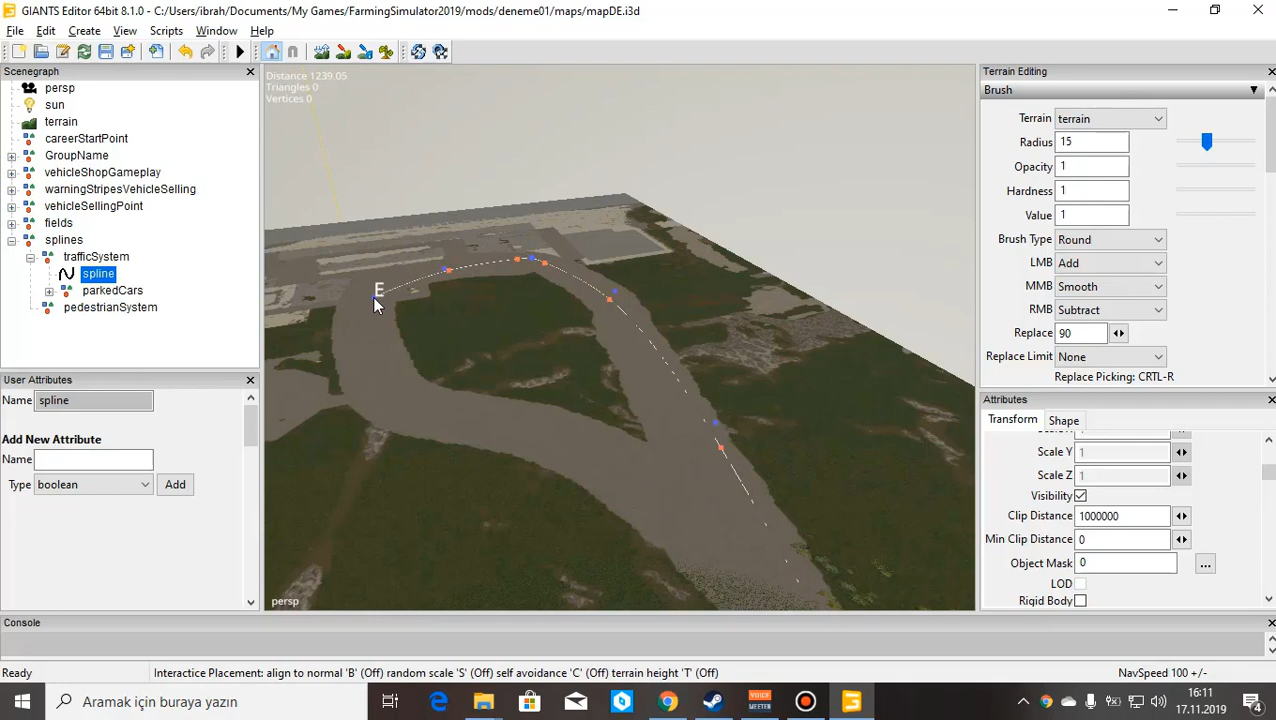 GIANTS Editor 64bit 8.1.0 - C:/Users/ibrah/Documents/My Games/FarmingSimulator2019/mods/deneme01/maps/mapDE.i3d
File Edit Create View Scripts Window Help
Scenegraph
persp
sun
terrain
careerStartPoint
GroupName
vehicleShopGameplay
warningStripesVehicleSelling
vehicleSellingPoint
fields
splines
trafficSystem
spline
parkedCars
pedestrianSystem
User Attributes
Name spline
Add New Attribute
Name
Type boolean Add
Distance 1239.05
Triangles 0
Vertices 0
E
persp
Terrain Editing
Brush
Terrain terrain
Radius 15
Opacity 1
Hardness 1
Value 1
Brush Type Round
LMB Add
MMB Smooth
RMB Subtract
Replace 90
Replace Limit None
Replace Picking: CRTL-R
Attributes
Transform Shape
Scale Y 1
Scale Z 1
Visibility
Clip Distance 1000000
Min Clip Distance 0
Object Mask 0 ...
LOD
Rigid Body
Console
Ready
Interactice Placement: align to normal 'B' (Off) random scale 'S' (Off) self avoidance 'C' (Off) terrain height 'T' (Off)
NavSpeed 100 +/-
Aramak için buraya yazın
VOICE
MEETER
16:11
17.11.2019
4